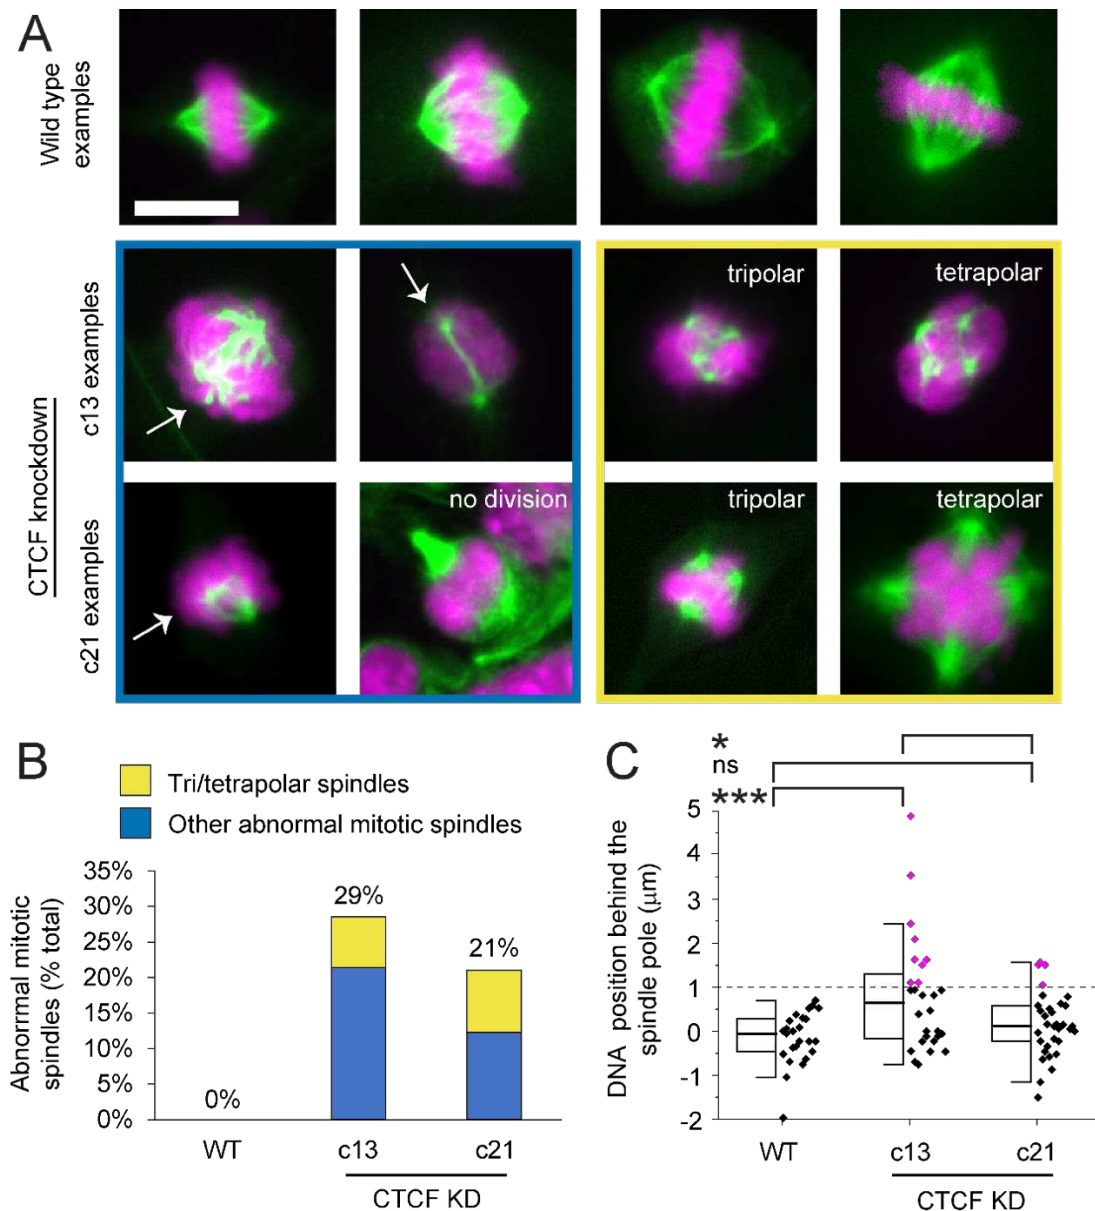 A
Wild type
examples
CTCF knockdown
c13 examples
tripolar
tetrapolar
c21 examples
no division
tripolar
tetrapolar
B
Tri/tetrapolar spindles
Other abnormal mitotic spindles
Abnorrmal mitotic
spindles (% total)
35%
30%
25%
20%
15%
10%
5%
0%
0%
29%
21%
WT
c13
c21
CTCF KD
C
*
ns
***
DNA position behind the
spindle pole (μm)
5
4
3
2
1
0
-1
-2
WT
c13
c21
CTCF KD